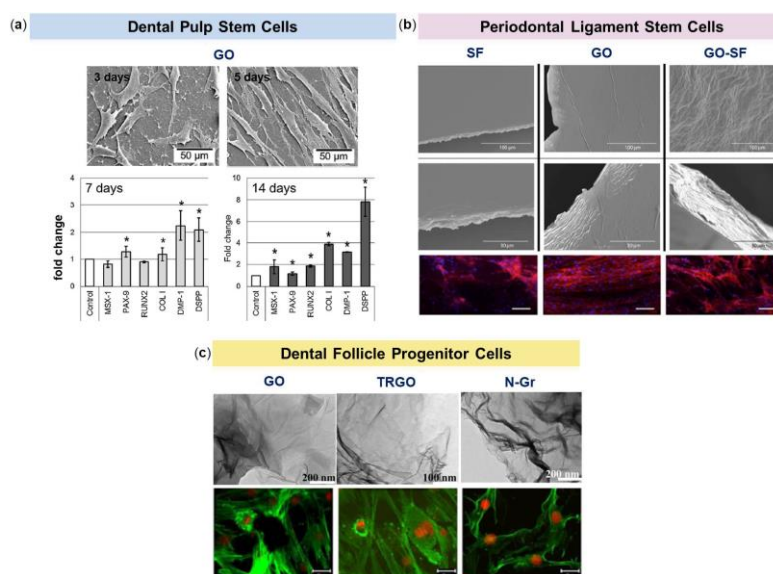 (a) Dental Pulp Stem Cells
GO
3 days
5 days
50 µm
50 µm
7 days
fold change
4
3
2
1
0
*
*
*
*
Control
MSX-1
PAX-9
RUNX2
COL I
DMP-1
DSPP
14 days
Fold change
10
8
6
4
2
0
*
*
*
*
*
*
Control
MSX-1
PAX-9
RUNX2
COL I
DMP-1
DSPP
(b) Periodontal Ligament Stem Cells
SF
GO
GO-SF
(c) Dental Follicle Progenitor Cells
GO
TRGO
N-Gr
200 nm
100 nm
200 nm